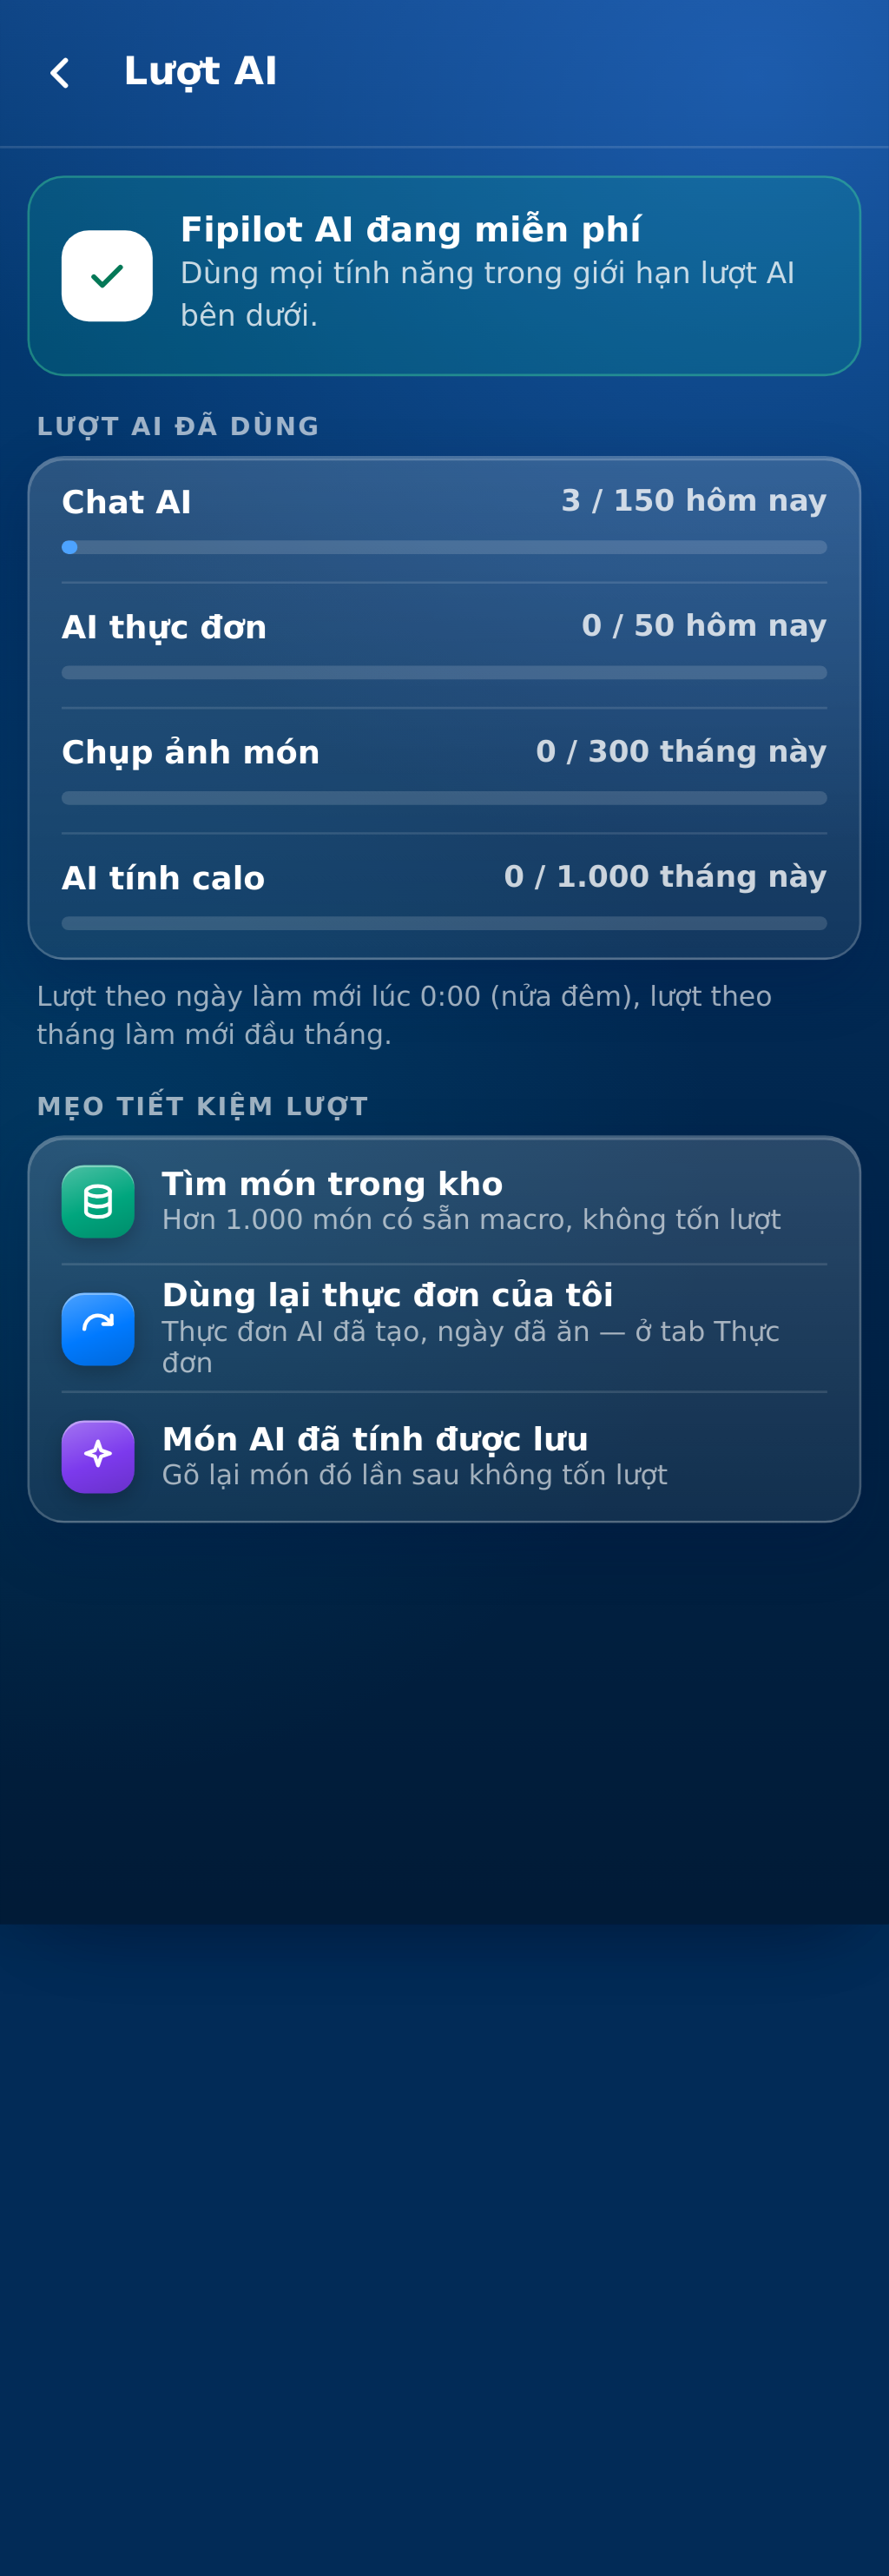 Lượt AI
Fipilot AI đang miễn phí
Dùng mọi tính năng trong giới hạn lượt AI
bên dưới.
LƯỢT AI ĐÃ DÙNG
Chat AI
3 / 150 hôm nay
AI thực đơn
0 / 50 hôm nay
Chụp ảnh món
0 / 300 tháng này
AI tính calo
0 / 1.000 tháng này
Lượt theo ngày làm mới lúc 0:00 (nửa đêm), lượt theo
tháng làm mới đầu tháng.
MẸO TIẾT KIỆM LƯỢT
Tìm món trong kho
Hơn 1.000 món có sẵn macro, không tốn lượt
Dùng lại thực đơn của tôi
Thực đơn AI đã tạo, ngày đã ăn — ở tab Thực
đơn
Món AI đã tính được lưu
Gõ lại món đó lần sau không tốn lượt